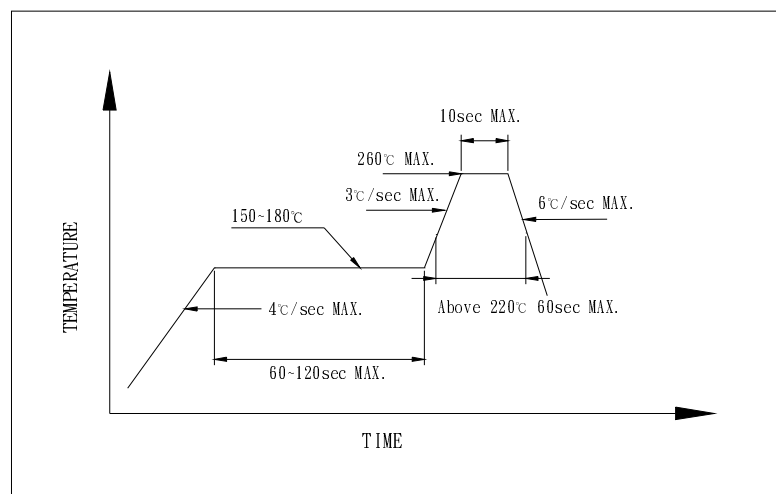 10sec MAX.
260℃ MAX.
3℃/sec MAX.
6℃/sec MAX.
150~180℃
TEMPERATURE
4℃/sec MAX.
Above 220℃ 60sec MAX.
60~120sec MAX.
TIME